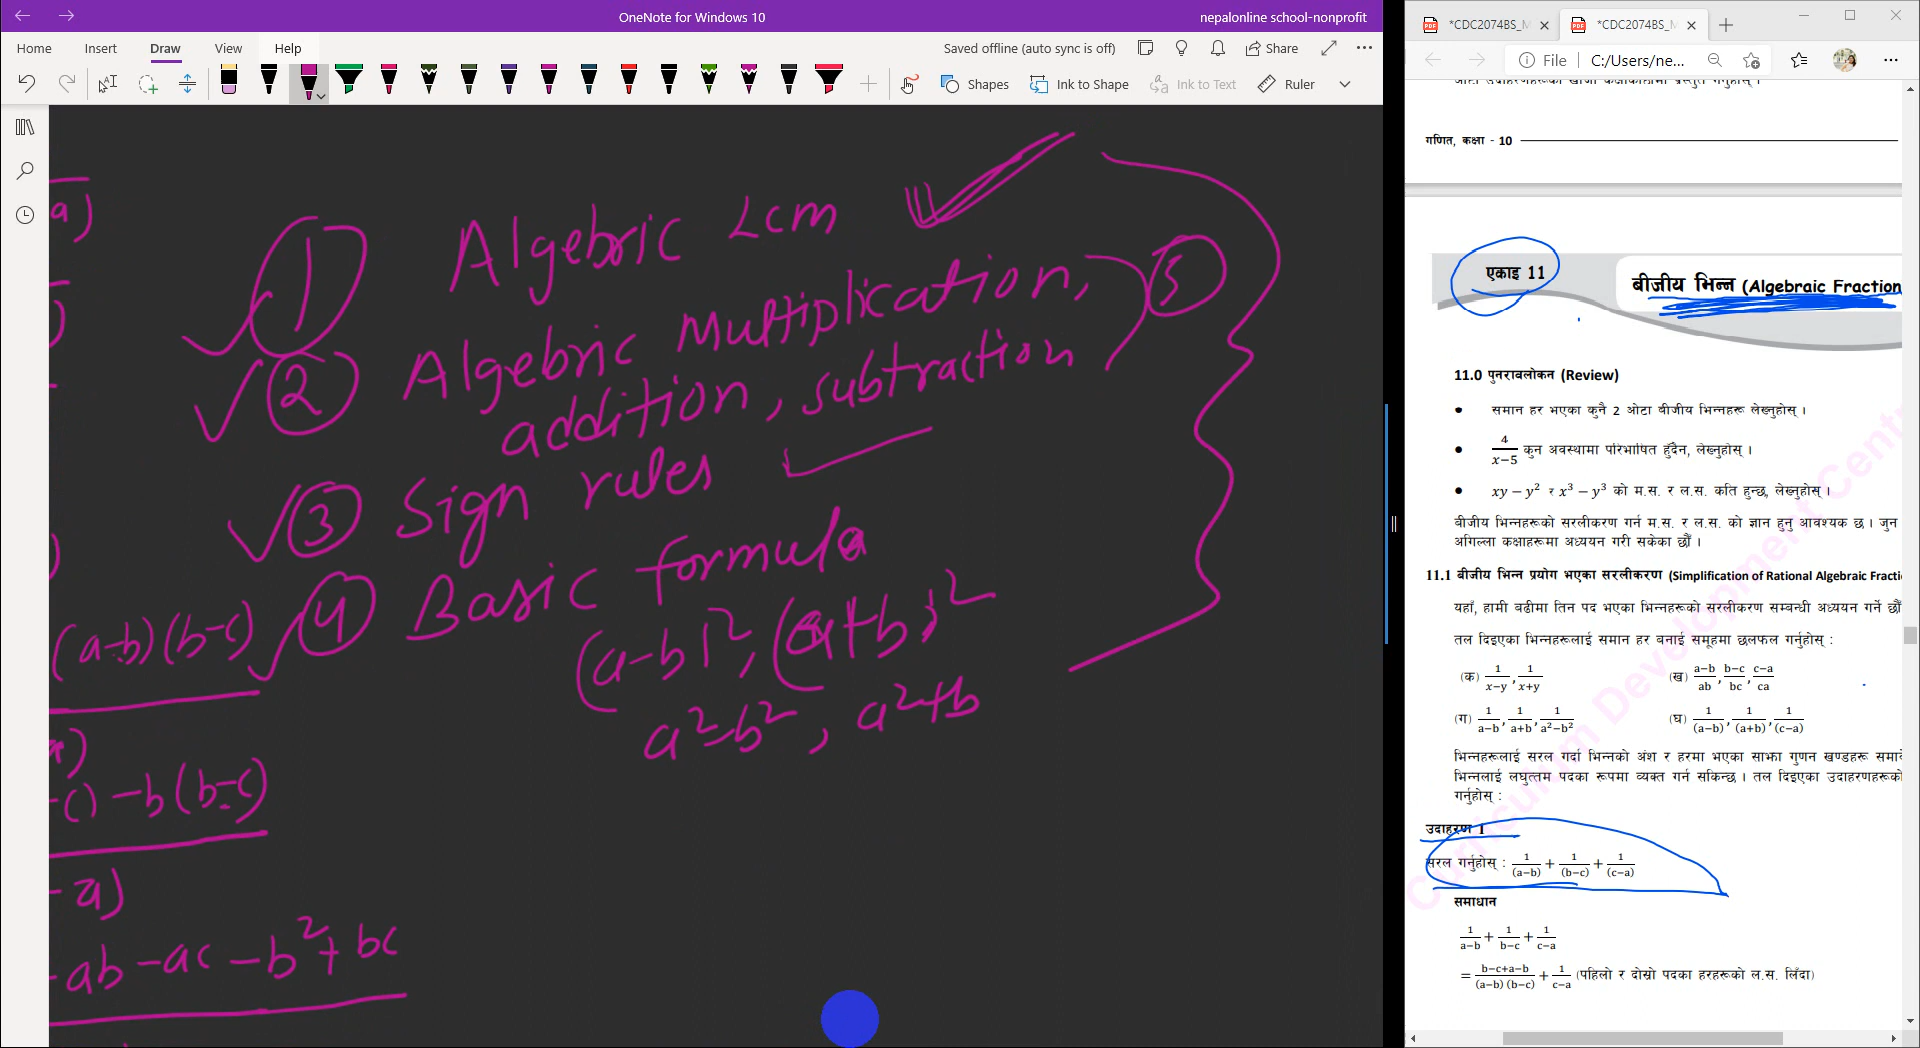 OneNote for Windows 10
nepalonline school-nonprofit
Home Insert Draw View Help
Saved offline (auto sync is off) Share
Shapes Ink to Shape Ink to Text Ruler
a)
1 Algebric Lcm
2 Algebric Multiplication,
addition, subtraction
5
3 Sign rules
4 Basic formula
(a-b)², (a+b)²
a²-b², a²+b
(a-b)(b-c)
c) -b(b-c)
-a)
-ab -ac -b²+bc
*CDC2074BS_M
*CDC2074BS_M
File C:/Users/ne...
गणित, कक्षा - 10
एकाइ 11
बीजीय भिन्न (Algebraic Fraction
11.0 पुनरावलोकन (Review)
• समान हर भएका कुनै 2 ओटा बीजीय भिन्नहरू लेख्नुहोस् ।
• 4/(x−5) कुन अवस्थामा परिभाषित हुँदैन, लेख्नुहोस् ।
• xy − y² र x³ − y³ को म.स. र ल.स. कति हुन्छ, लेख्नुहोस् ।
बीजीय भिन्नहरूको सरलीकरण गर्न म.स. र ल.स. को ज्ञान हुनु आवश्यक छ । जुन
अगिल्ला कक्षाहरूमा अध्ययन गरी सकेका छौँ ।
11.1 बीजीय भिन्न प्रयोग भएका सरलीकरण (Simplification of Rational Algebraic Fracti
यहाँ, हामी बढीमा तिन पद भएका भिन्नहरूको सरलीकरण सम्बन्धी अध्ययन गर्ने छौँ
तल दिइएका भिन्नहरूलाई समान हर बनाई समूहमा छलफल गर्नुहोस् :
(क) 1/(x−y), 1/(x+y) (ख) (a−b)/ab, (b−c)/bc, (c−a)/ca
(ग) 1/(a−b), 1/(a+b), 1/(a²−b²) (घ) 1/(a−b), 1/(a+b), 1/(c−a)
भिन्नहरूलाई सरल गर्दा भिन्नको अंश र हरमा भएका साझा गुणन खण्डहरू समा
भिन्नलाई लघुत्तम पदका रूपमा व्यक्त गर्न सकिन्छ । तल दिइएका उदाहरणहरूको
गर्नुहोस् :
उदाहरण 1
सरल गर्नुहोस् : 1/(a−b) + 1/(b−c) + 1/(c−a)
समाधान
1/(a−b) + 1/(b−c) + 1/(c−a)
= (b−c+a−b)/((a−b)(b−c)) + 1/(c−a) (पहिलो र दोस्रो पदका हरहरूको ल.स. लिँदा)
Curriculum Development Centr